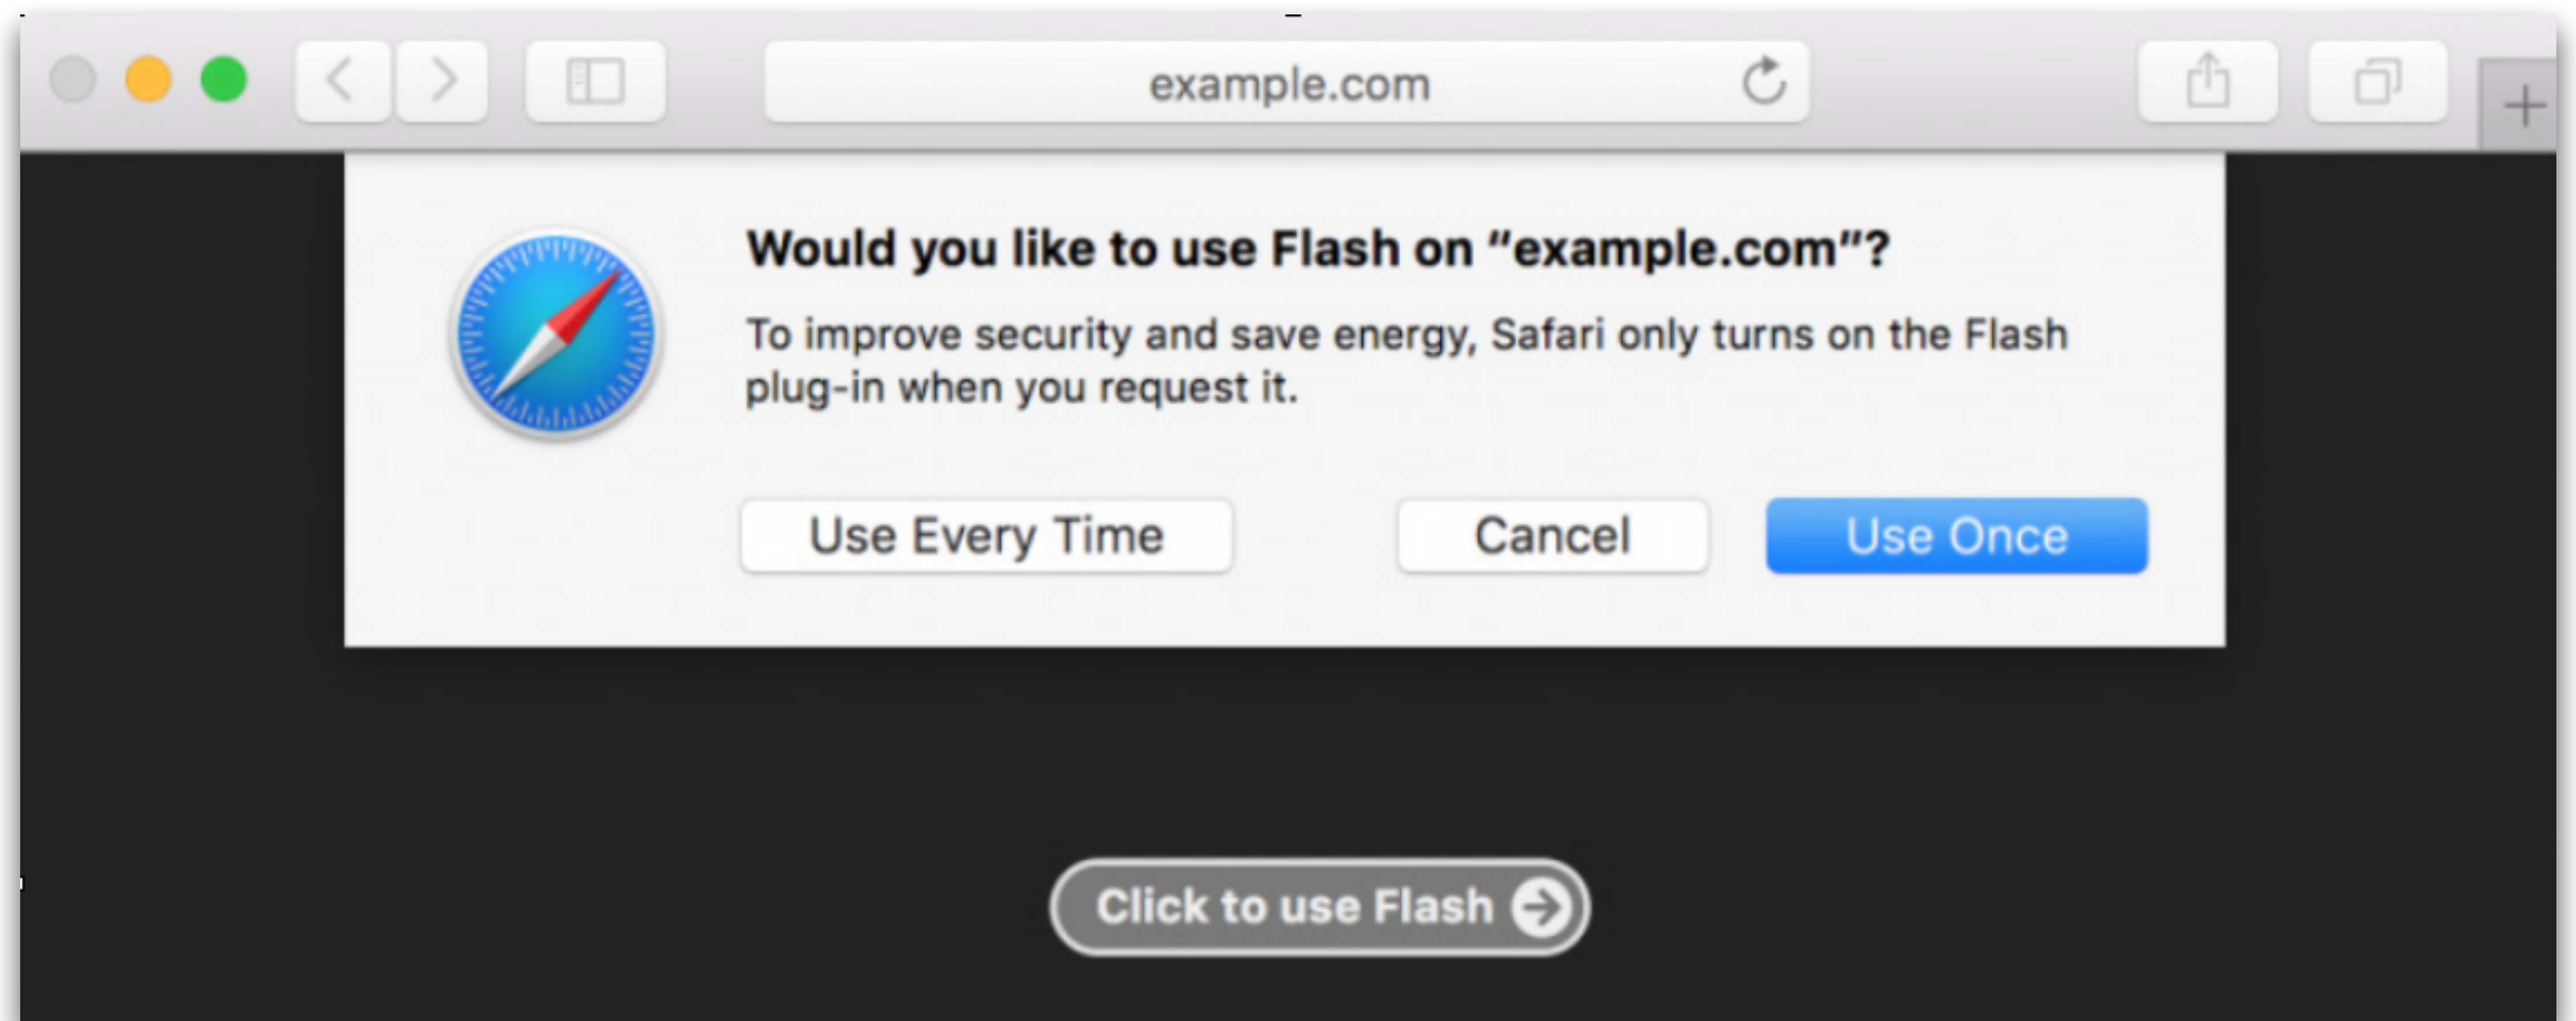 example.com
Would you like to use Flash on “example.com”?
To improve security and save energy, Safari only turns on the Flash
plug-in when you request it.
Use Every Time
Cancel
Use Once
Click to use Flash